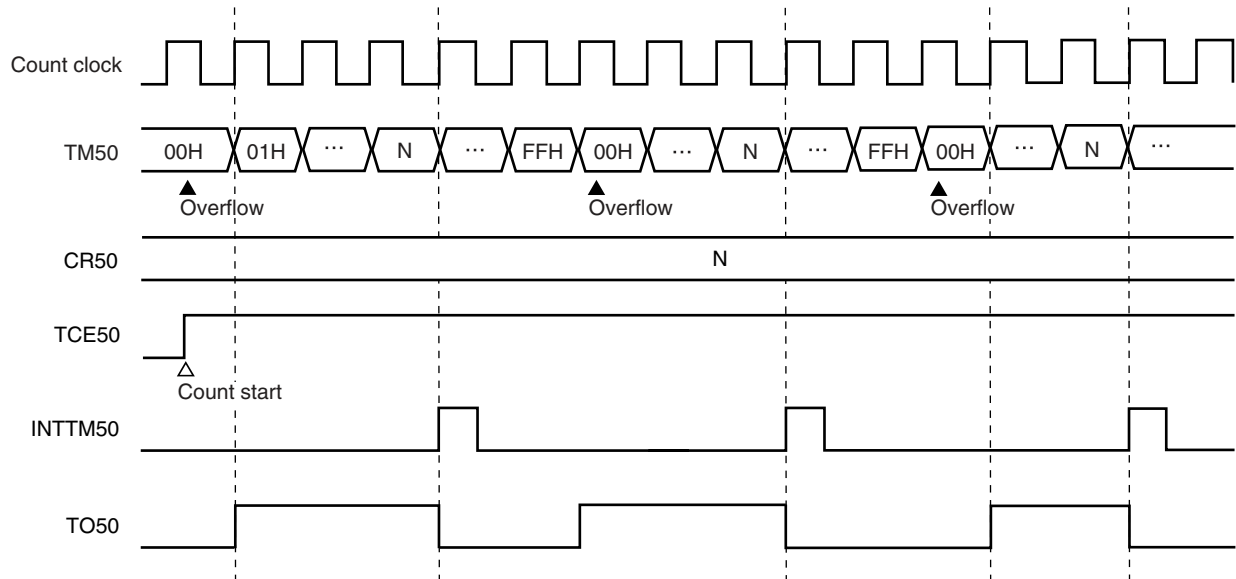 Count clock
TM50 00H 01H ··· N ··· FFH 00H ··· N ··· FFH 00H ··· N ···
Overflow Overflow Overflow
CR50 N
TCE50
Count start
INTTM50
TO50